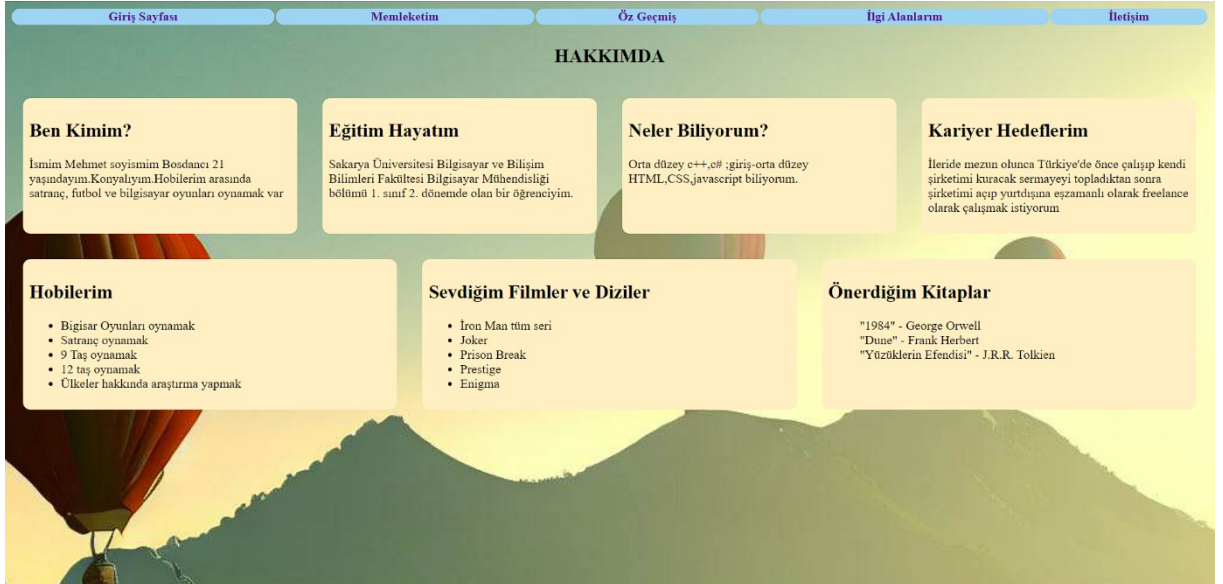 Giriş Sayfası
Memleketim
Öz Geçmiş
İlgi Alanlarım
İletişim
HAKKIMDA
Ben Kimim?
İsmim Mehmet soyismim Bosdancı 21
yaşındayım.Konyalıyım.Hobilerim arasında
satranç, futbol ve bilgisayar oyunları oynamak var
Eğitim Hayatım
Sakarya Üniversitesi Bilgisayar ve Bilişim
Bilimleri Fakültesi Bilgisayar Mühendisliği
bölümü 1. sınıf 2. dönemde olan bir öğrenciyim.
Neler Biliyorum?
Orta düzey c++,c# ;giriş-orta düzey
HTML,CSS,javascript biliyorum.
Kariyer Hedeflerim
İleride mezun olunca Türkiye'de önce çalışıp kendi
şirketimi kuracak sermayeyi topladıktan sonra
şirketimi açıp yurtdışına eşzamanlı olarak freelance
olarak çalışmak istiyorum
Hobilerim
• Bigisar Oyunları oynamak
• Satranç oynamak
• 9 Taş oynamak
• 12 taş oynamak
• Ülkeler hakkında araştırma yapmak
Sevdiğim Filmler ve Diziler
• İron Man tüm seri
• Joker
• Prison Break
• Prestige
• Enigma
Önerdiğim Kitaplar
"1984" - George Orwell
"Dune" - Frank Herbert
"Yüzüklerin Efendisi" - J.R.R. Tolkien